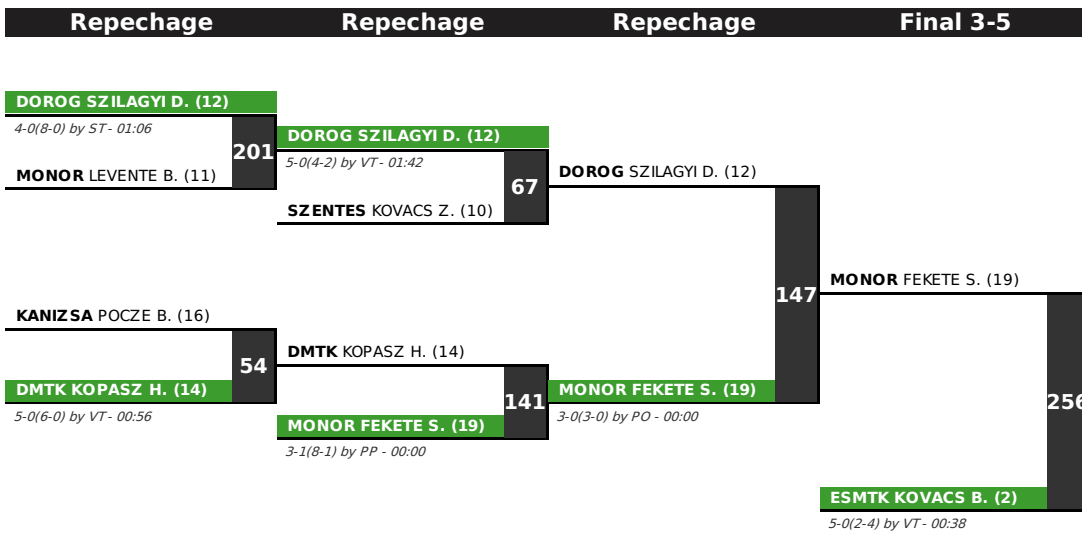 Repechage Repechage Repechage Final 3-5
DOROG SZILAGYI D. (12)
4-0(8-0) by ST - 01:06
201
MONOR LEVENTE B. (11)
KANIZSA POCZE B. (16)
54
DMTK KOPASZ H. (14)
5-0(6-0) by VT - 00:56
DOROG SZILAGYI D. (12)
5-0(4-2) by VT - 01:42
67
SZENTES KOVACS Z. (10)
DMTK KOPASZ H. (14)
141
MONOR FEKETE S. (19)
3-1(8-1) by PP - 00:00
DOROG SZILAGYI D. (12)
147
MONOR FEKETE S. (19)
3-0(3-0) by PO - 00:00
MONOR FEKETE S. (19)
256
ESMTK KOVACS B. (2)
5-0(2-4) by VT - 00:38